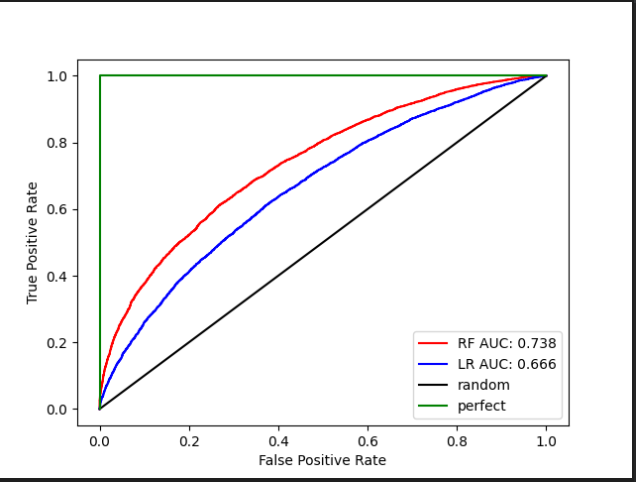 1.0
0.8
0.6
0.4
0.2
0.0
True Positive Rate
RF AUC: 0.738
LR AUC: 0.666
random
perfect
0.0 0.2 0.4 0.6 0.8 1.0
False Positive Rate